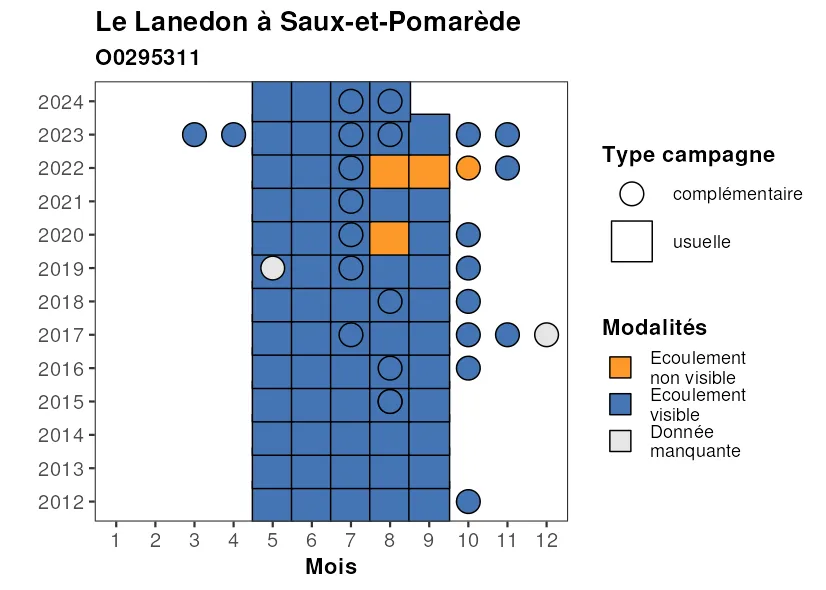 Le Lanedon à Saux-et-Pomarède
O0295311
2024
2023
2022
2021
2020
2019
2018
2017
2016
2015
2014
2013
2012
1 2 3 4 5 6 7 8 9 10 11 12
Mois
Type campagne
complémentaire
usuelle
Modalités
Ecoulement
non visible
Ecoulement
visible
Donnée
manquante